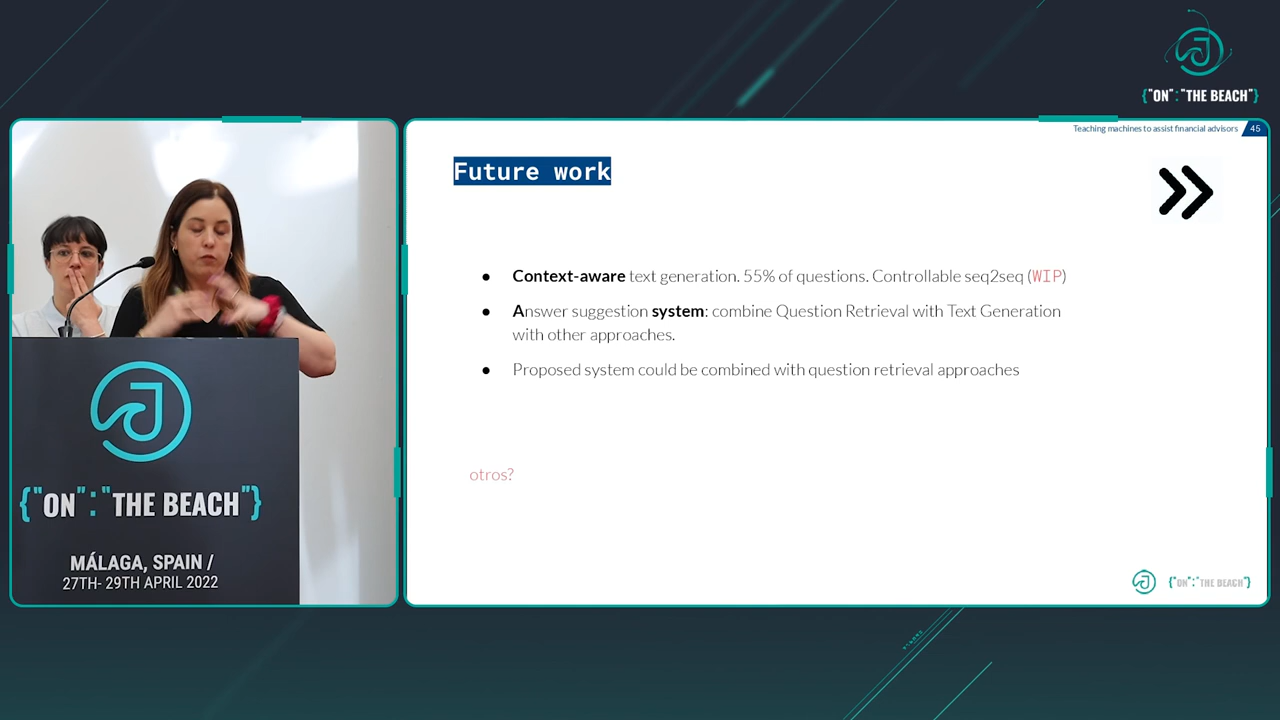 {"ON":"THE BEACH"}
Teaching machines to assist financial advisors 45
Future work
● Context-aware text generation. 55% of questions. Controllable seq2seq (WIP)
● Answer suggestion system: combine Question Retrieval with Text Generation
with other approaches.
● Proposed system could be combined with question retrieval approaches
otros?
{"ON":"THE BEACH"}
{"ON":"THE BEACH"}
MÁLAGA, SPAIN /
27TH- 29TH APRIL 2022